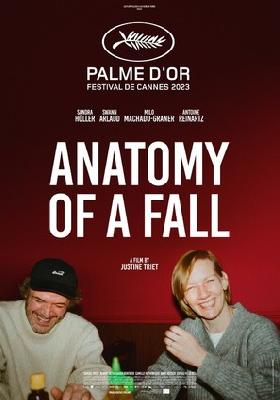 PALME D'OR
FESTIVAL DE CANNES 2023
SANDRA SWANN MILO ANTOINE
HÜLLER ARLAUD MACHADO-GRANER REINARTZ
ANATOMY
OF A FALL
A FILM BY
JUSTINE TRIET